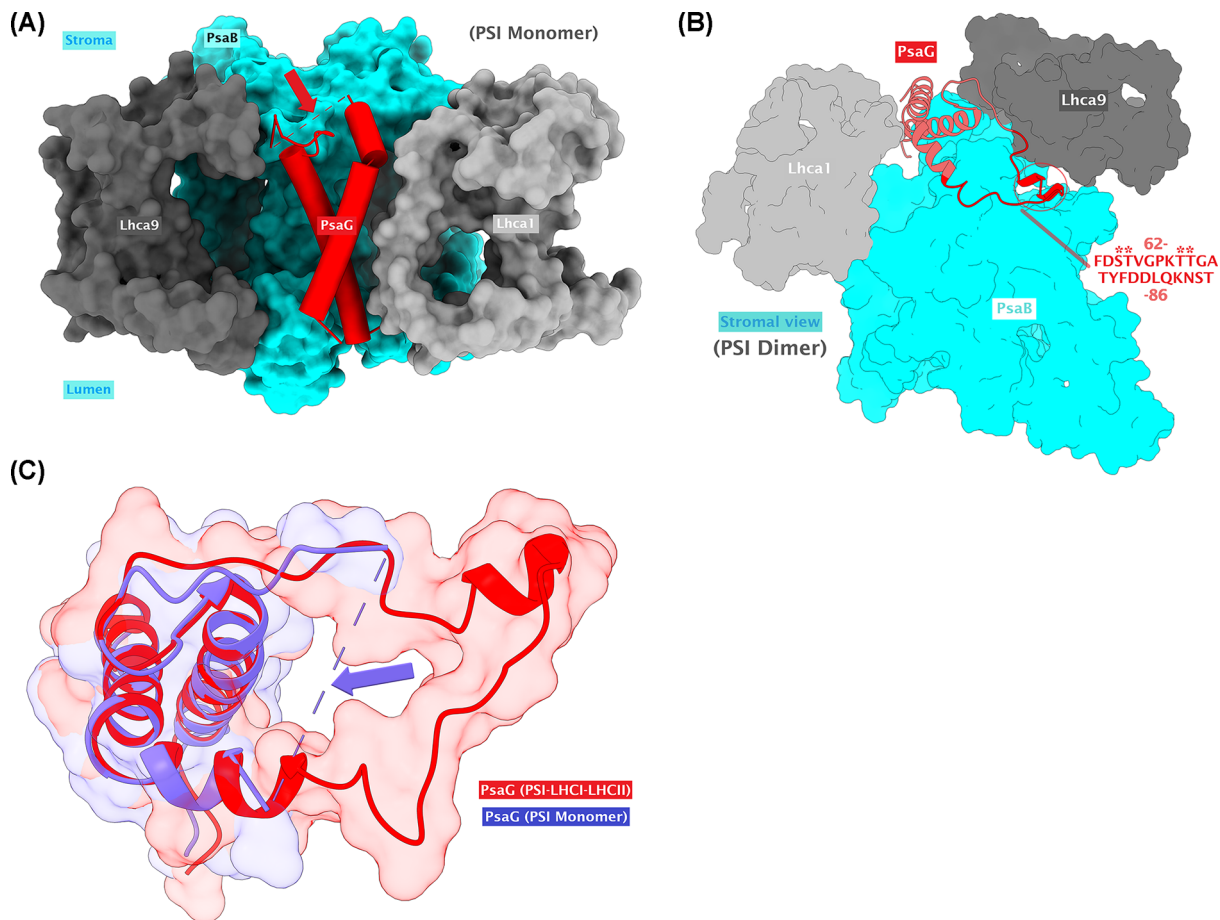 (A)
Stroma
PsaB
(PSI Monomer)
Lhca9
PsaG
Lhca1
Lumen
(B)
PsaG
Lhca9
Lhca1
62-
** **
FDSTVGPKTTGA
TYFDDLQKNST
-86
PsaB
Stromal view
(PSI Dimer)
(C)
PsaG (PSI-LHCI-LHCII)
PsaG (PSI Monomer)